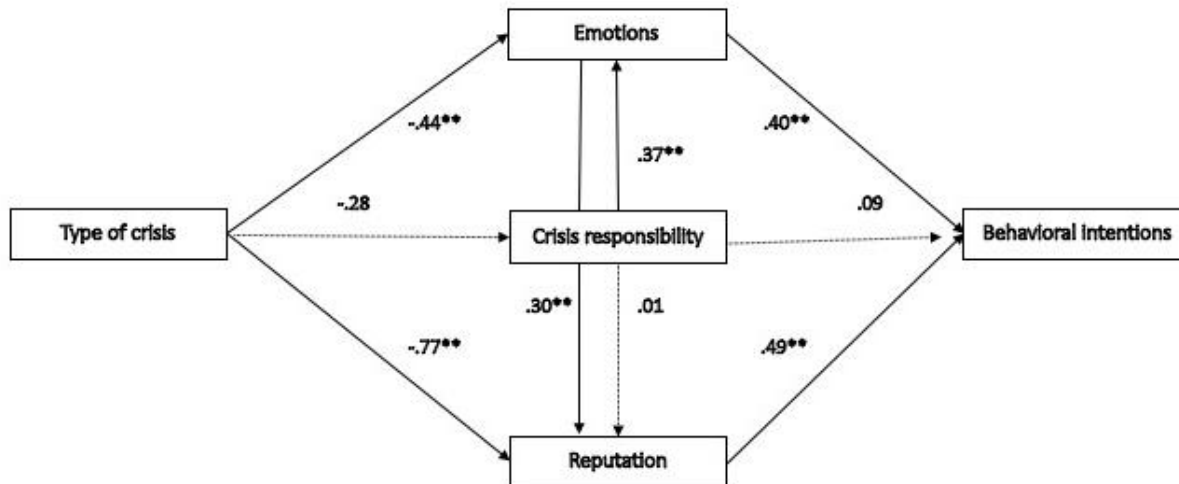 Emotions
-.44**
.40**
.37**
-.28
.09
Type of crisis
Crisis responsibility
Behavioral intentions
.30**
.01
-.77**
.49**
Reputation